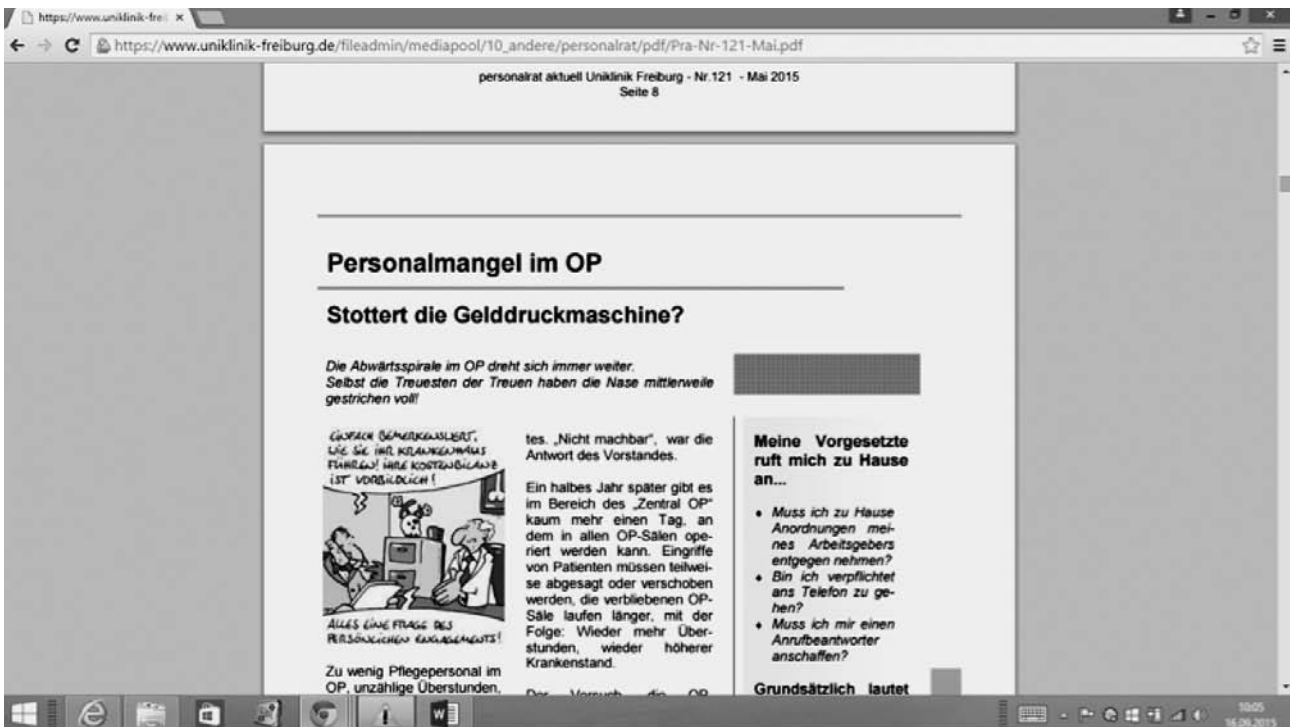 https://www.uniklinik-frei
https://www.uniklinik-freiburg.de/fileadmin/mediapool/10_andere/personalrat/pdf/Pra-Nr-121-Mai.pdf
personalrat aktuell Uniklinik Freiburg - Nr.121 - Mai 2015
Seite 8
Personalmangel im OP
Stottert die Gelddruckmaschine?
Die Abwärtsspirale im OP dreht sich immer weiter.
Selbst die Treuesten der Treuen haben die Nase mittlerweile
gestrichen voll!
EINFACH BEMERKENSWERT,
WIE SIE IHR KRANKENHAUS
FÜHREN! IHRE KOSTENBILANZ
IST VORBILDLICH!
ALLES EINE FRAGE DES
PERSÖNLICHEN ENGAGEMENTS!
Zu wenig Pflegepersonal im
OP, unzählige Überstunden,
tes. „Nicht machbar", war die
Antwort des Vorstandes.
Ein halbes Jahr später gibt es
im Bereich des „Zentral OP"
kaum mehr einen Tag, an
dem in allen OP-Sälen ope-
riert werden kann. Eingriffe
von Patienten müssen teilwei-
se abgesagt oder verschoben
werden, die verbliebenen OP-
Säle laufen länger, mit der
Folge: Wieder mehr Über-
stunden, wieder höherer
Krankenstand.
Der Versuch, die OP
Meine Vorgesetzte
ruft mich zu Hause
an...
♦ Muss ich zu Hause
Anordnungen mei-
nes Arbeitsgebers
entgegen nehmen?
♦ Bin ich verpflichtet
ans Telefon zu ge-
hen?
♦ Muss ich mir einen
Anrufbeantworter
anschaffen?
Grundsätzlich lautet
10:05
16.09.2015